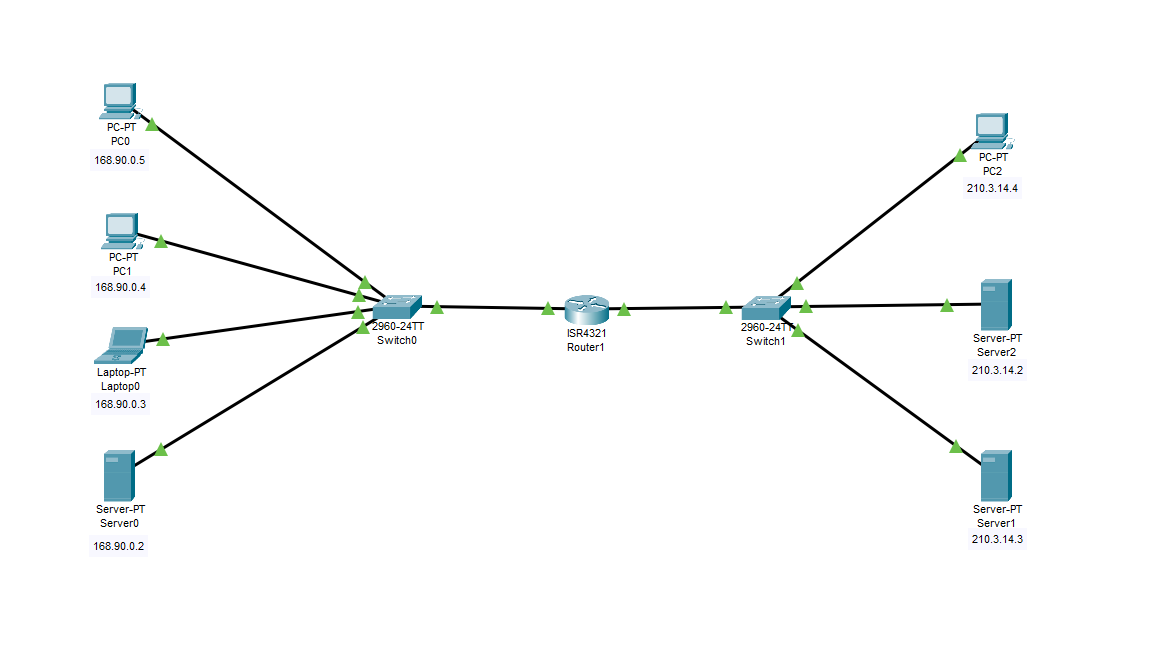 PC-PT
PC0
168.90.0.5
PC-PT
PC1
168.90.0.4
Laptop-PT
Laptop0
168.90.0.3
Server-PT
Server0
168.90.0.2
2960-24TT
Switch0
ISR4321
Router1
2960-24TT
Switch1
PC-PT
PC2
210.3.14.4
Server-PT
Server2
210.3.14.2
Server-PT
Server1
210.3.14.3